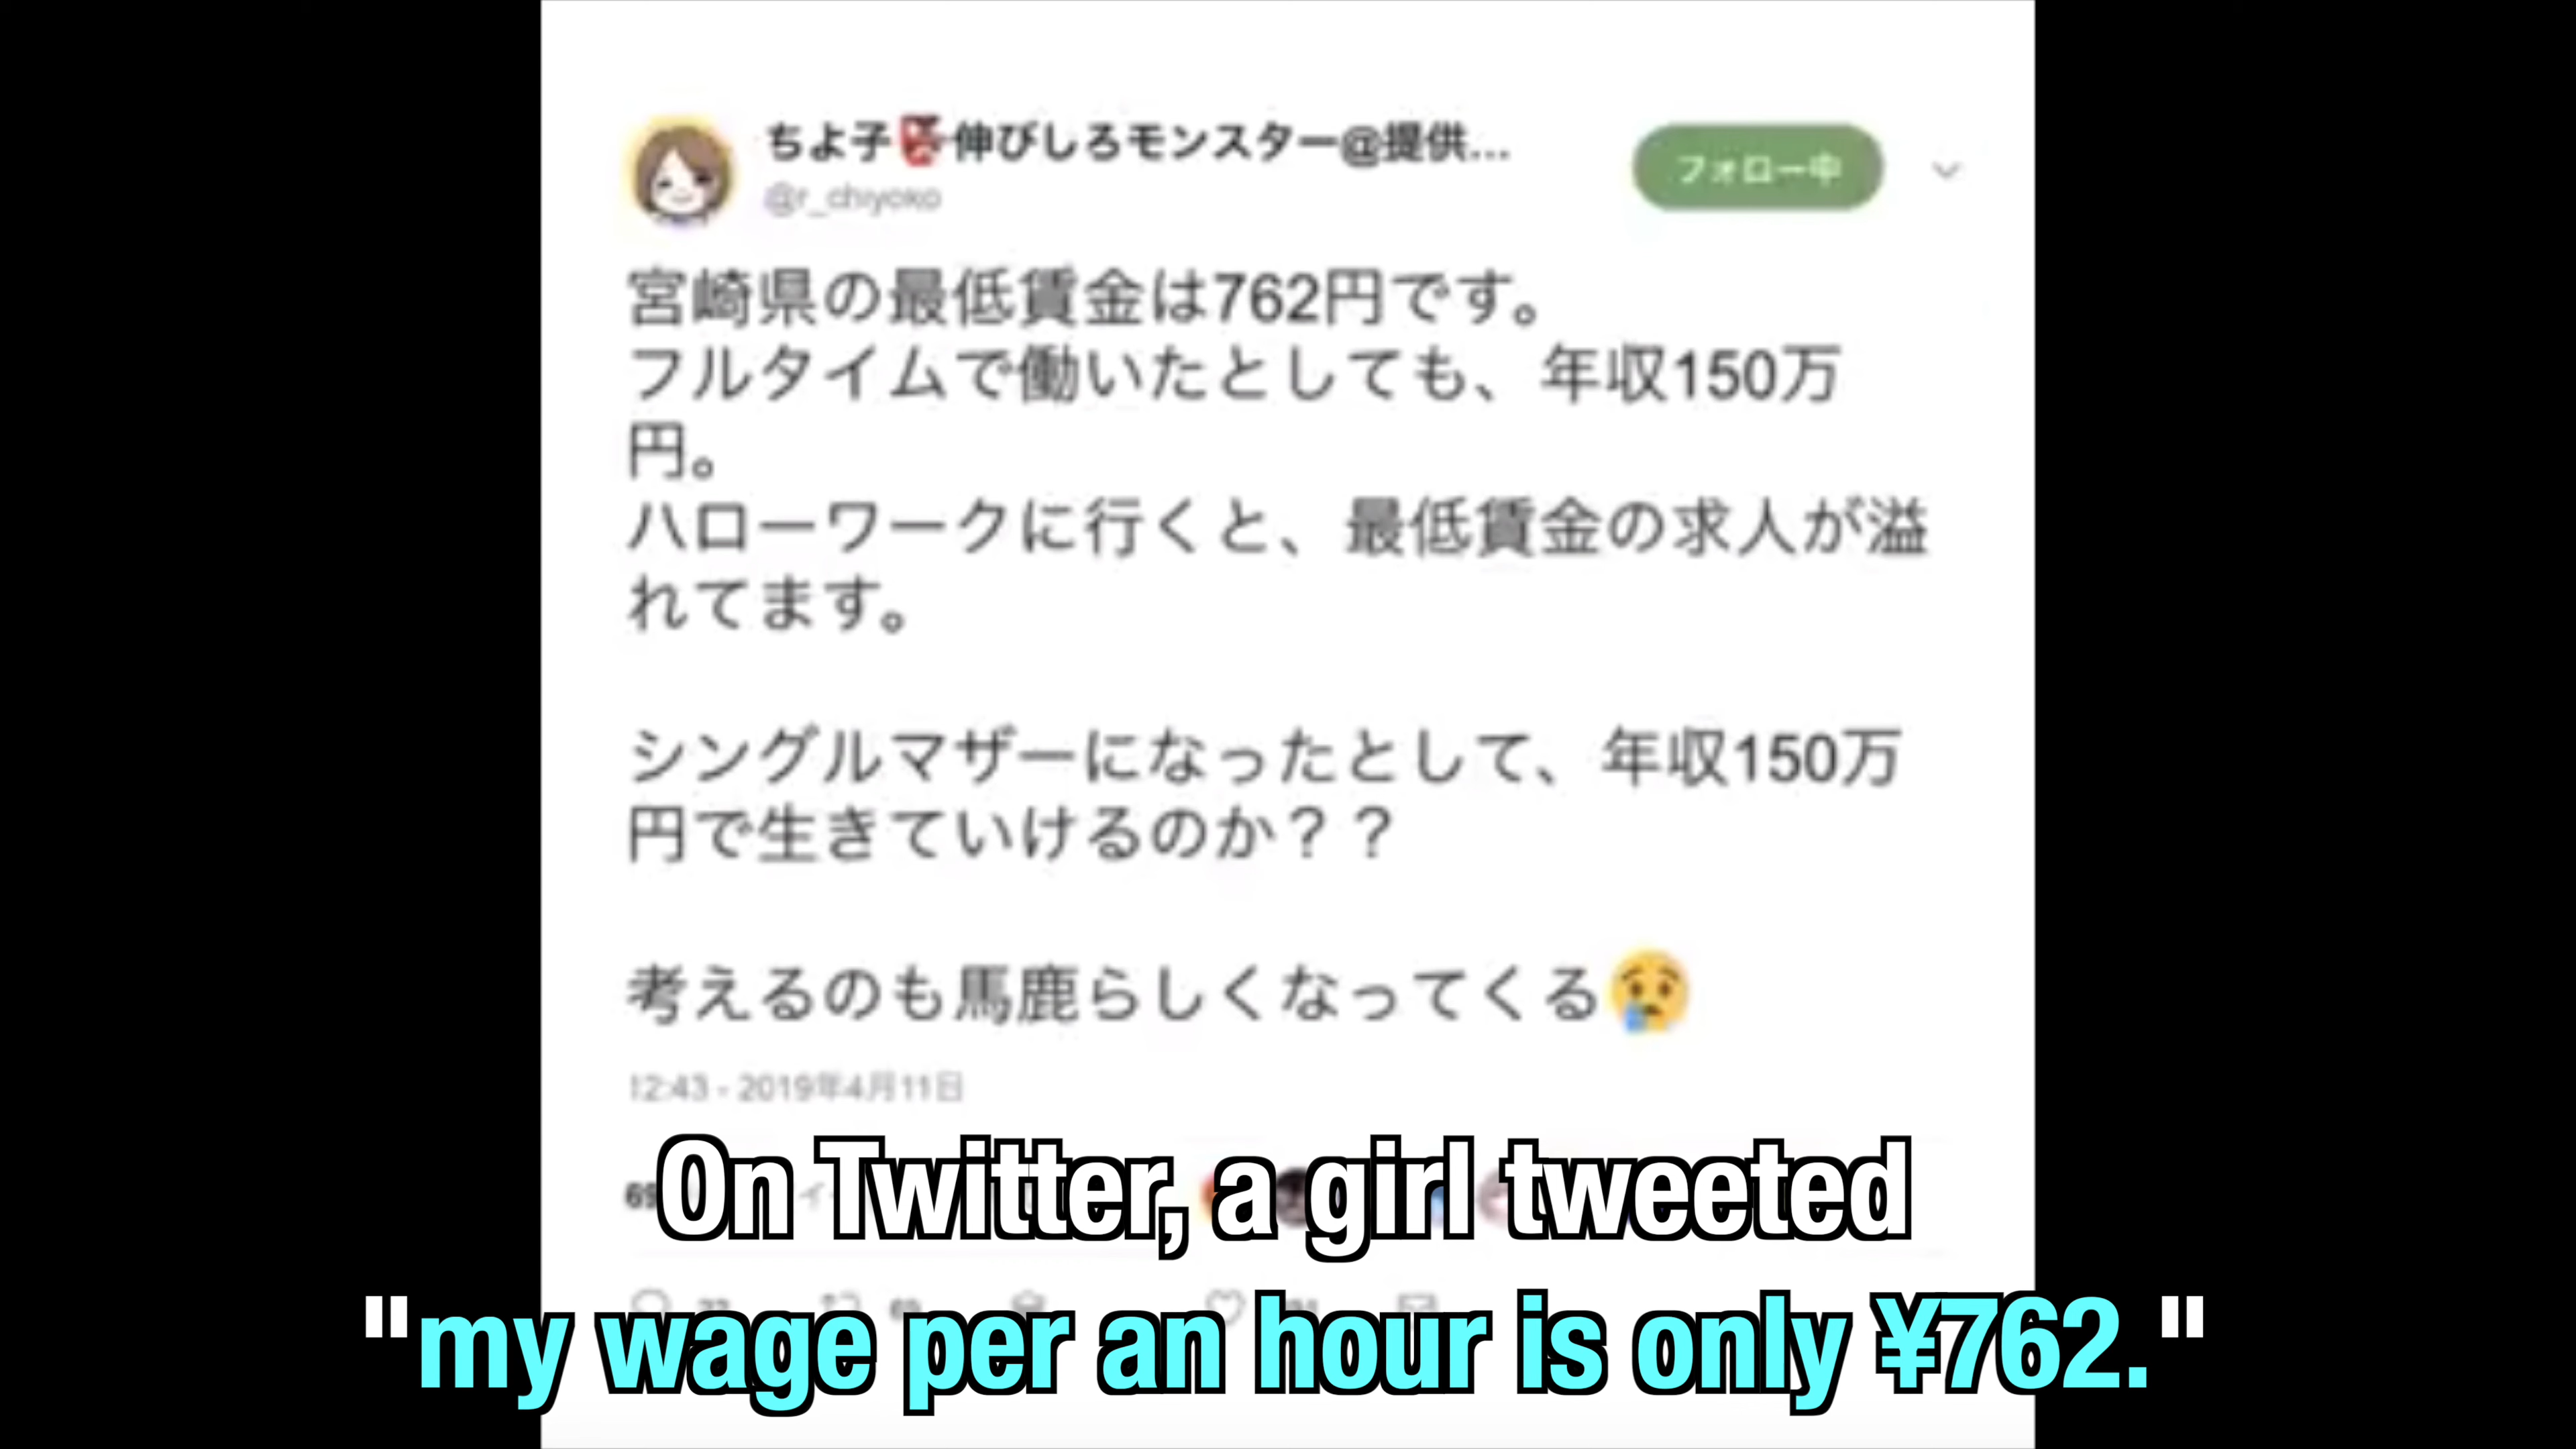 ちよ子👺伸びしろモンスター@提供...
@r_chiyoko
フォロー中
宮崎県の最低賃金は762円です。
フルタイムで働いたとしても、年収150万
円。
ハローワークに行くと、最低賃金の求人が溢
れてます。
シングルマザーになったとして、年収150万
円で生きていけるのか？？
考えるのも馬鹿らしくなってくる😢
12:43 - 2019年4月11日
On Twitter, a girl tweeted
"my wage per an hour is only ¥762."